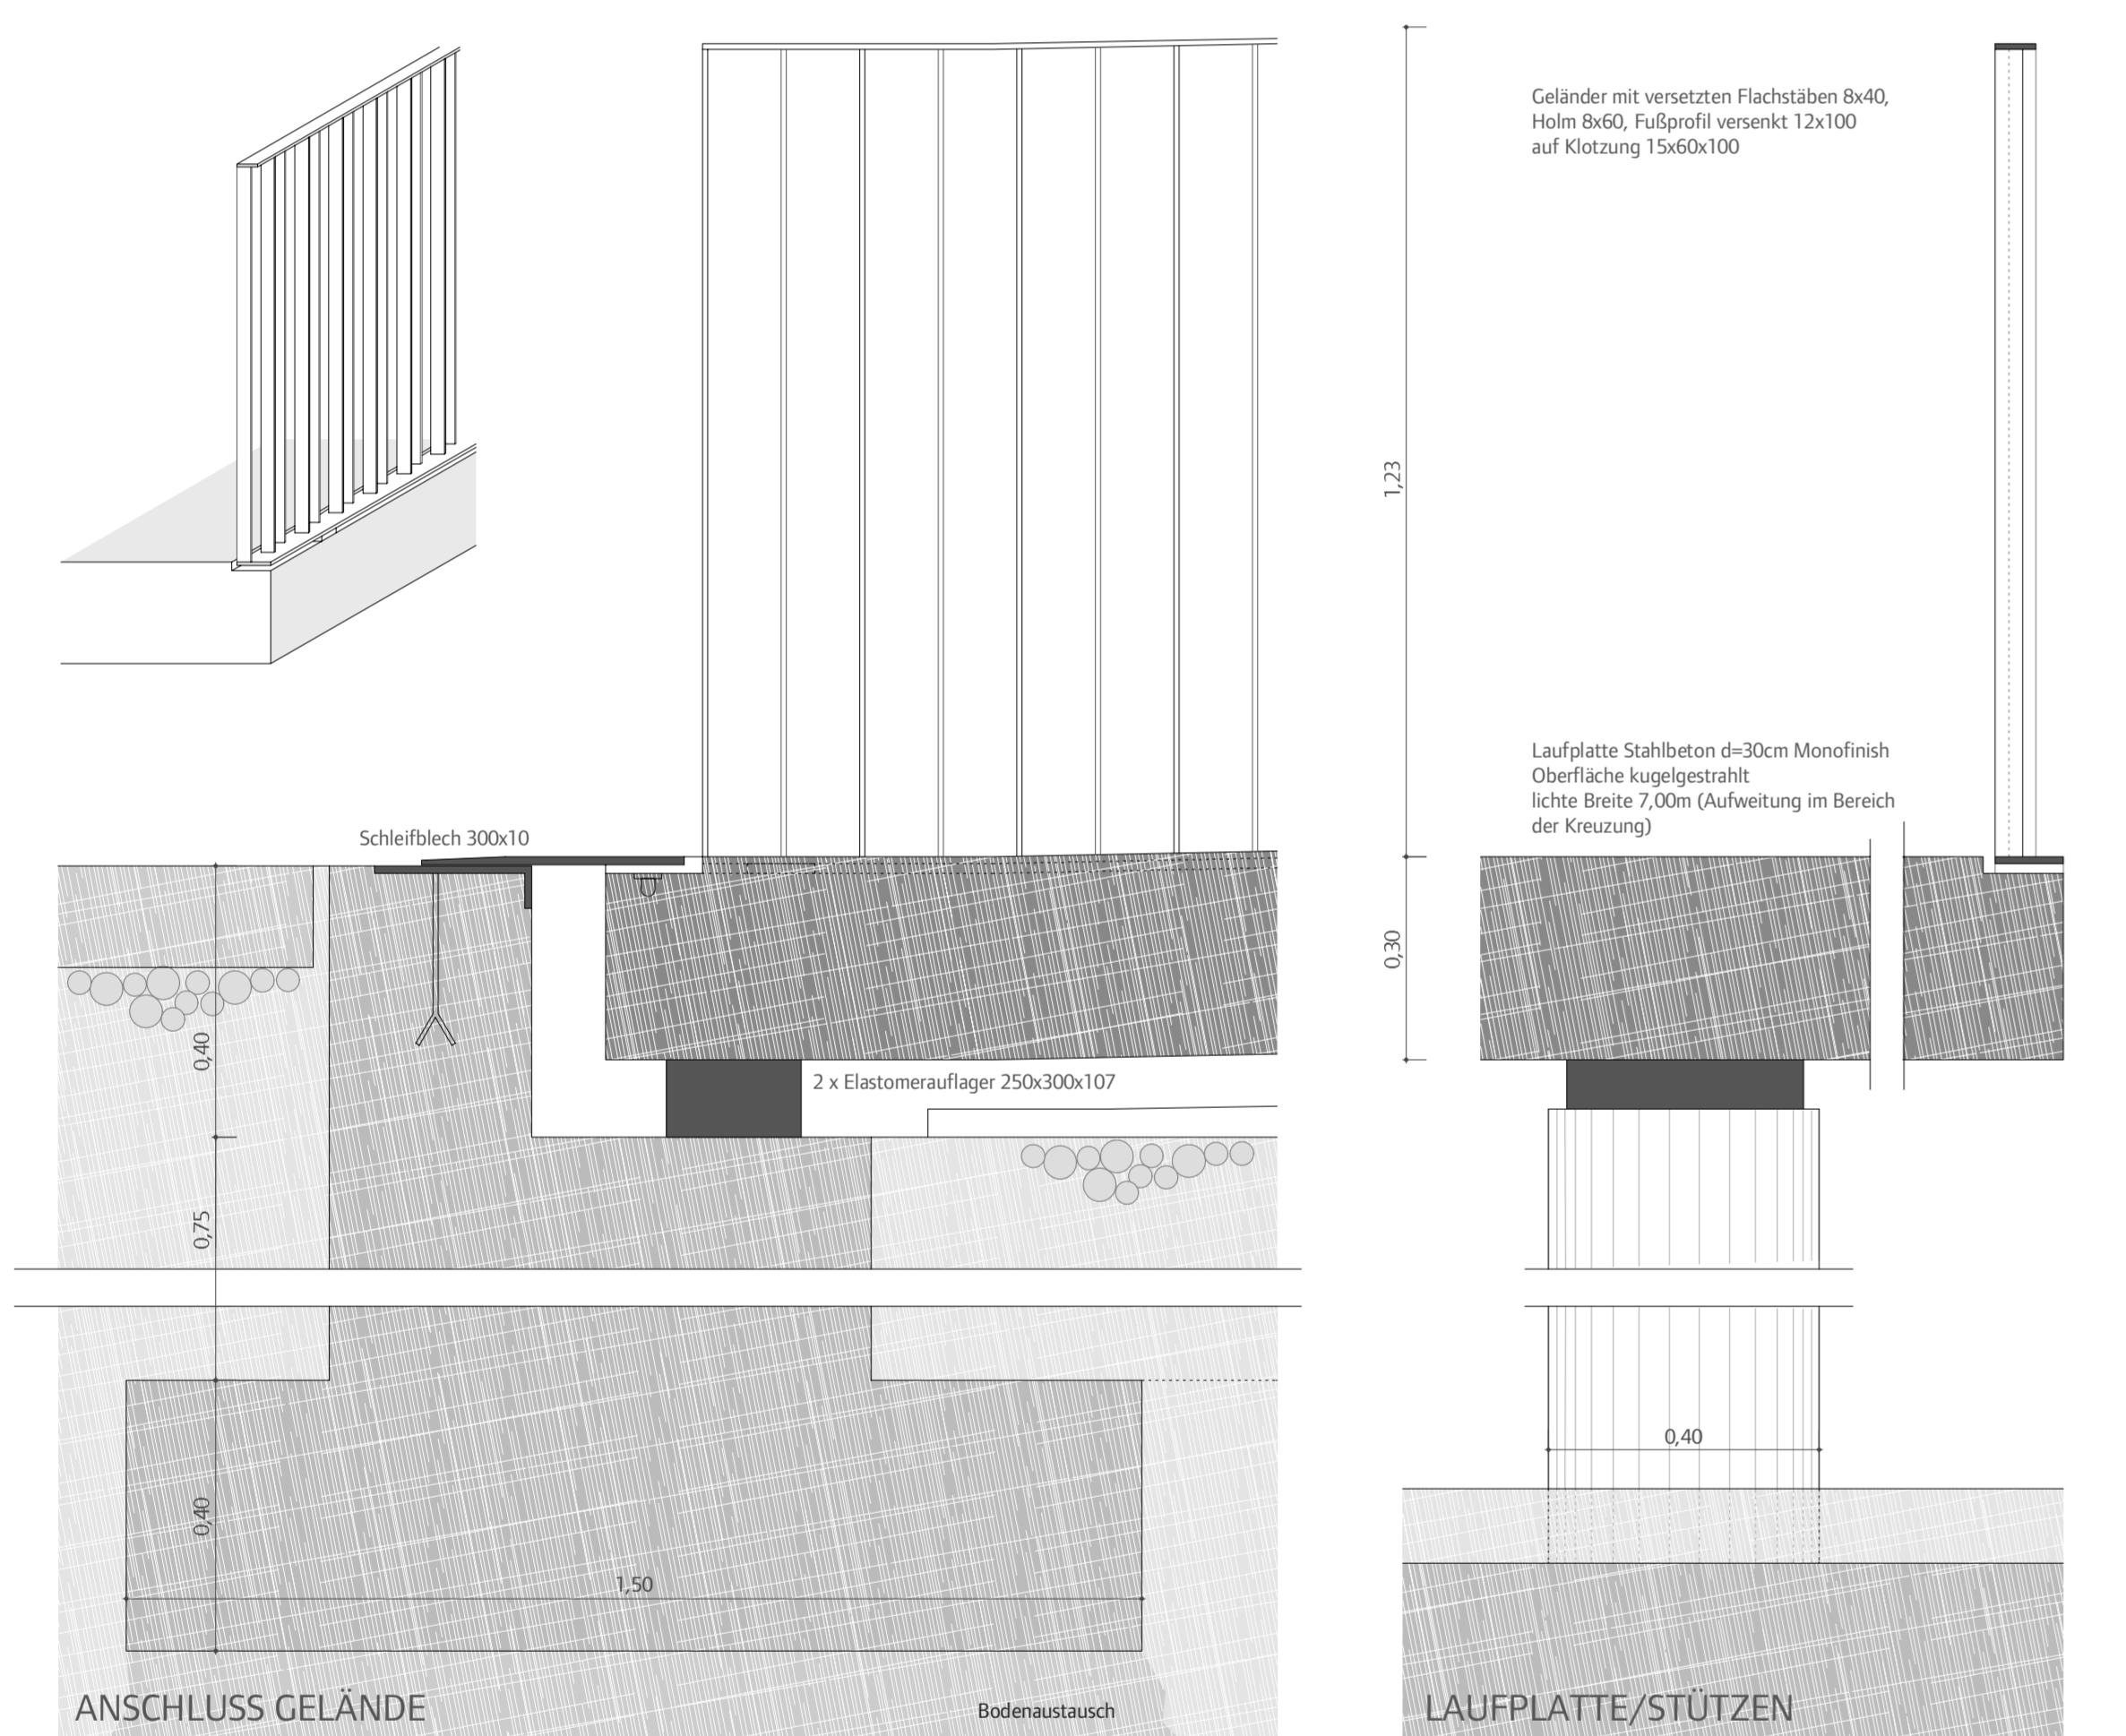 Geländer mit versetzten Flachstäben 8x40,
Holm 8x60, Fußprofil versenkt 12x100
auf Klotzung 15x60x100
1,23
Laufplatte Stahlbeton d=30cm Monofinish
Oberfläche kugelgestrahlt
lichte Breite 7,00m (Aufweitung im Bereich
der Kreuzung)
Schleifblech 300x10
0,30
0,40
2 x Elastomerauflager 250x300x107
0,75
0,40
0,40
1,50
ANSCHLUSS GELÄNDE
Bodenaustausch
LAUFPLATTE/STÜTZEN